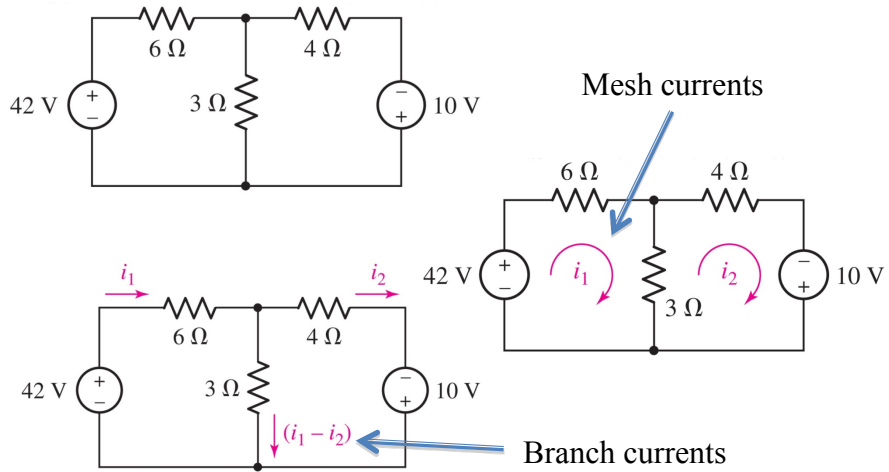 6 Ω
4 Ω
42 V
+
−
3 Ω
−
+
10 V
Mesh currents
6 Ω
4 Ω
42 V
+
−
i₁
3 Ω
i₂
−
+
10 V
i₁
i₂
6 Ω
4 Ω
42 V
+
−
3 Ω
−
+
10 V
(i₁ – i₂)
Branch currents